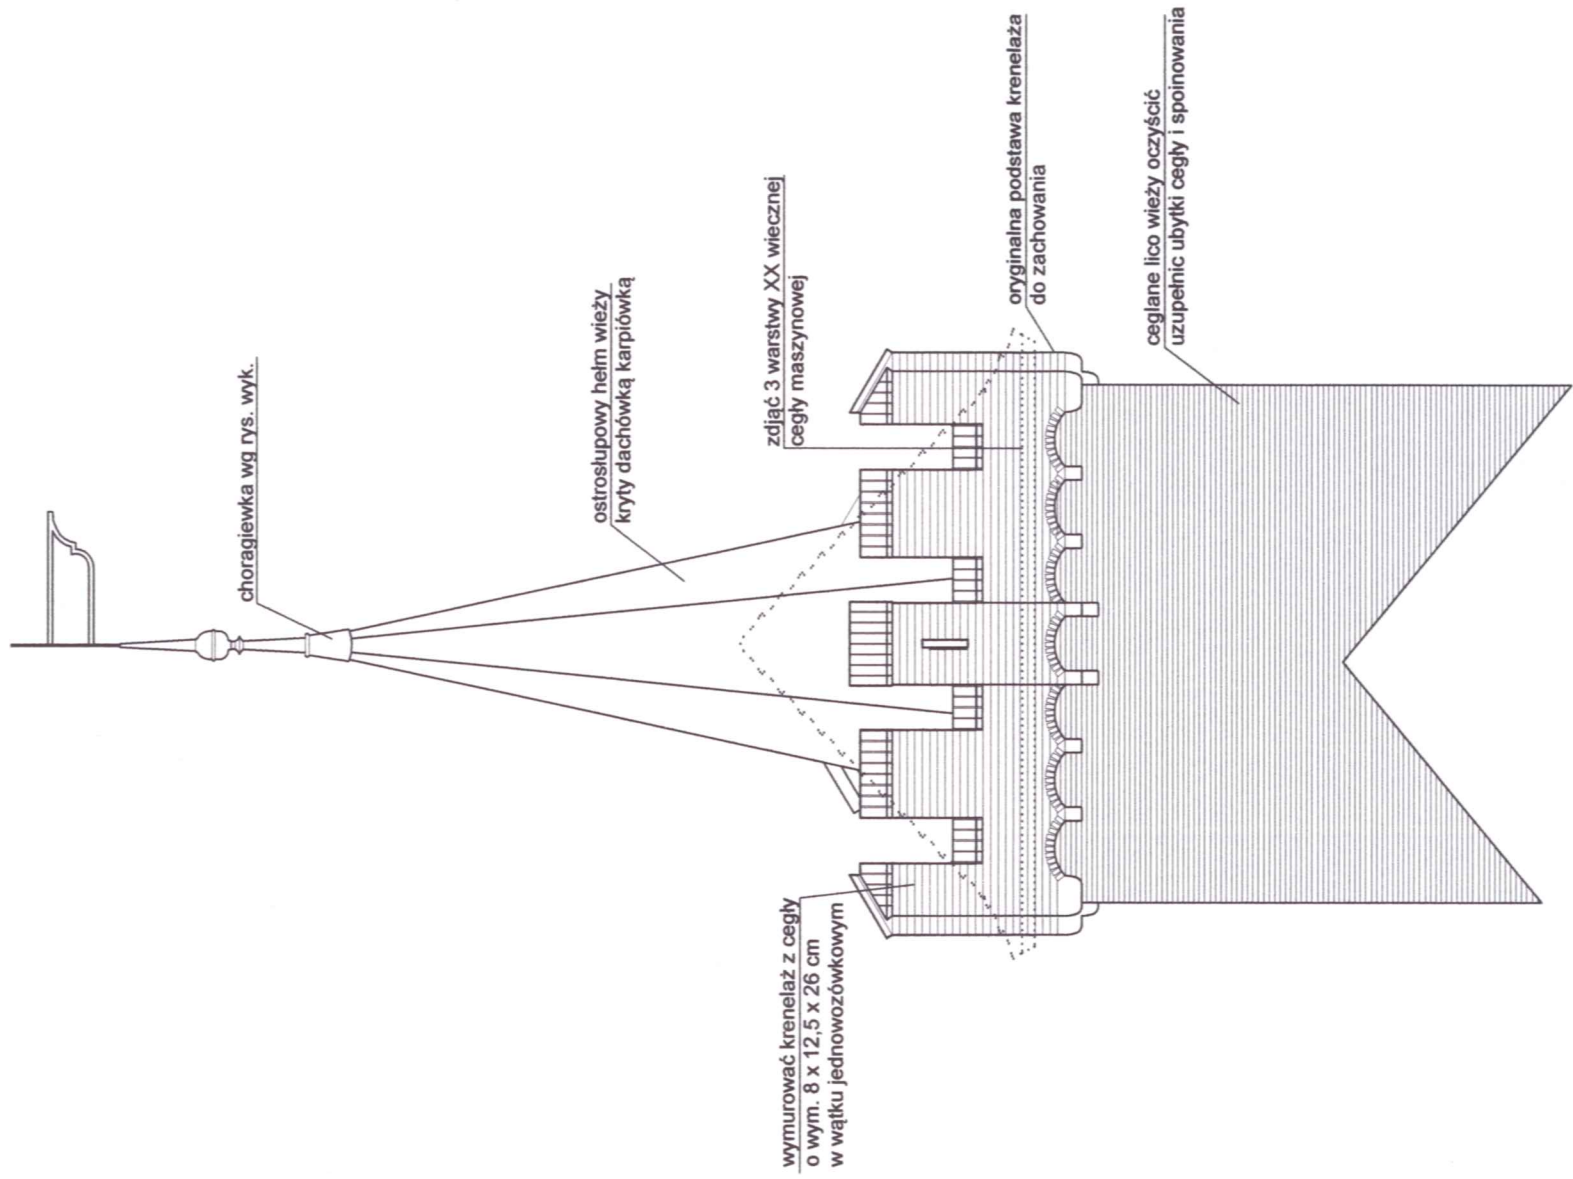 chorągiewka wg rys. wyk.
ostrosłupowy hełm wieży
kryty dachówką karpiówką
zdjąć 3 warstwy XX wiecznej
cegły maszynowej
oryginalna podstawa krenelaża
do zachowania
ceglane lico wieży oczyścić
uzupełnic ubytki cegły i spoinowania
wymurować krenelaż z cegły
o wym. 8 x 12,5 x 26 cm
w wątku jednowozówkowym